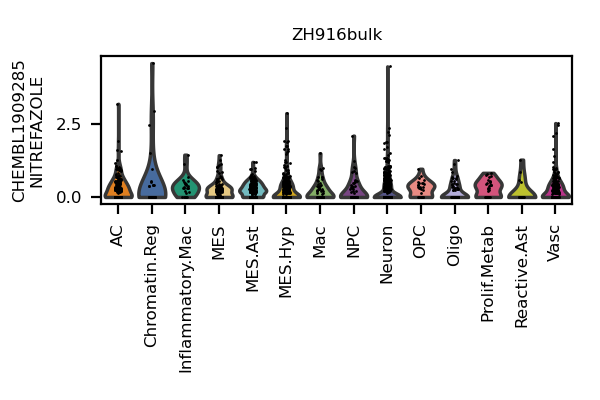 ZH916bulk
CHEMBL1909285
NITREFAZOLE
2.5
0.0
AC
Chromatin.Reg
Inflammatory.Mac
MES
MES.Ast
MES.Hyp
Mac
NPC
Neuron
OPC
Oligo
Prolif.Metab
Reactive.Ast
Vasc